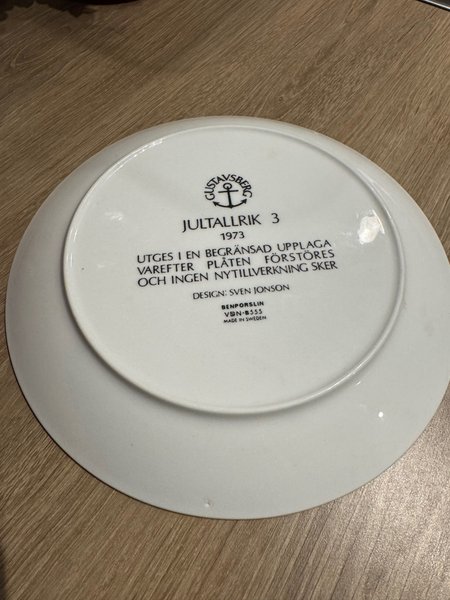 GUSTAVSBERG
JULTALLRIK 3
1973
UTGES I EN BEGRÄNSAD UPPLAGA
VAREFTER PLÅTEN FÖRSTÖRES
OCH INGEN NYTILLVERKNING SKER
DESIGN: SVEN JONSON
BENPORSLIN
VDN-B555
MADE IN SWEDEN